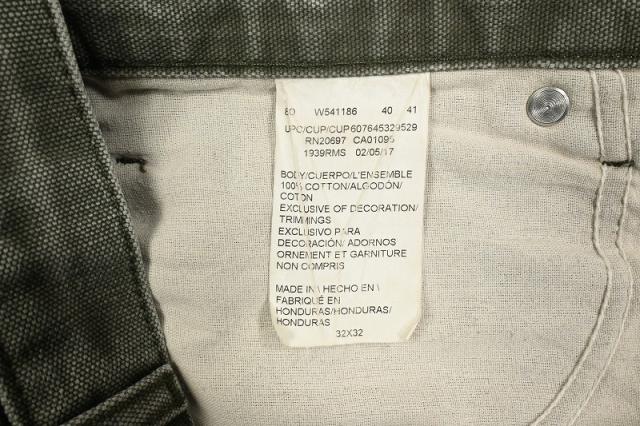 80 W541186 40 41
UPC/CUP/CUP607645329529
RN20697 CA01095
1939RMS 02/05/17
BODY/CUERPO/L'ENSEMBLE
100% COTTON/ALGODÓN/
COTON
EXCLUSIVE OF DECORATION/
TRIMMINGS
EXCLUSIVO PARA
DECORACIÓN/ ADORNOS
ORNEMENT ET GARNITURE
NON COMPRIS
MADE IN \ HECHO EN \
FABRIQUÉ EN
HONDURAS/HONDURAS/
HONDURAS
32X32